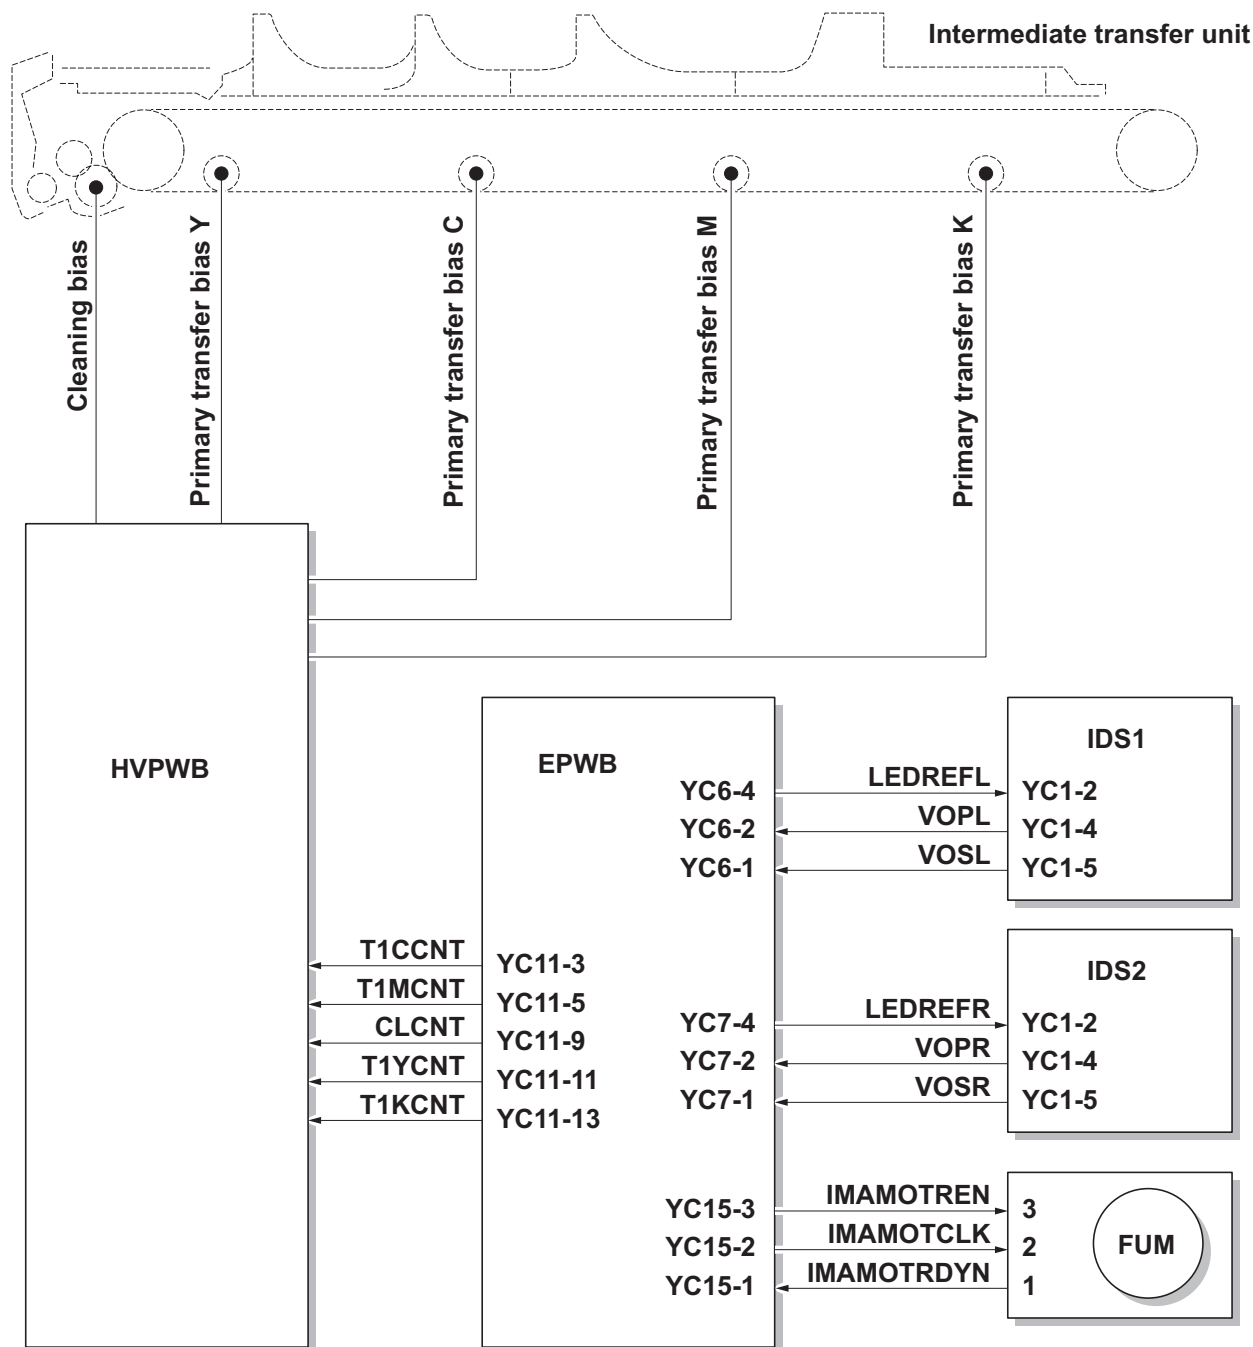 Intermediate transfer unit
Cleaning bias
Primary transfer bias Y
Primary transfer bias C
Primary transfer bias M
Primary transfer bias K
HVPWB
EPWB
IDS1
YC6-4
LEDREFL
YC1-2
YC6-2
VOPL
YC1-4
YC6-1
VOSL
YC1-5
T1CCNT
YC11-3
T1MCNT
YC11-5
CLCNT
YC11-9
T1YCNT
YC11-11
T1KCNT
YC11-13
IDS2
YC7-4
LEDREFR
YC1-2
YC7-2
VOPR
YC1-4
YC7-1
VOSR
YC1-5
YC15-3
IMAMOTREN
3
YC15-2
IMAMOTCLK
2
YC15-1
IMAMOTRDYN
1
FUM